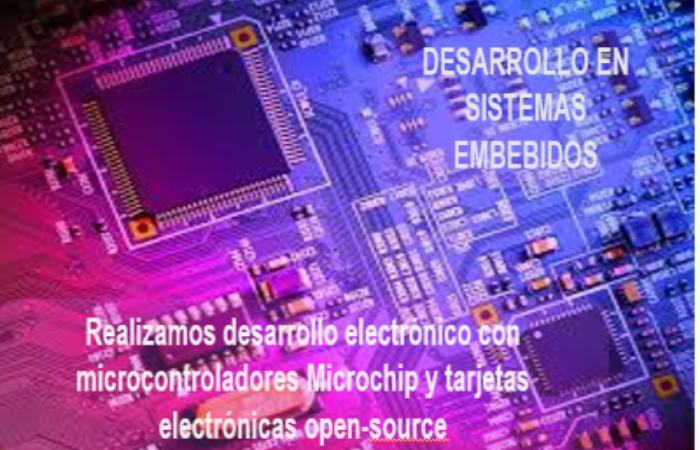 DESARROLLO EN
SISTEMAS
EMBEBIDOS
Realizamos desarrollo electrónico con
microcontroladores Microchip y tarjetas
electrónicas open-source